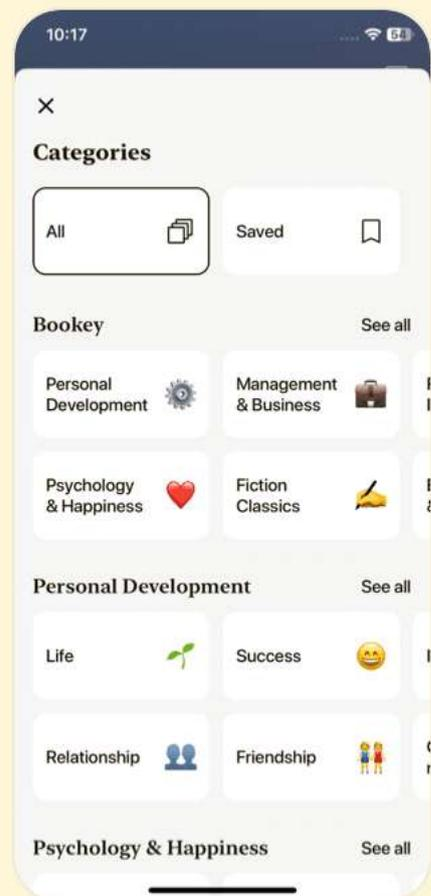 10:17
54
Categories
All
Saved
Bookey
See all
Personal
Development
Management
& Business
Psychology
& Happiness
Fiction
Classics
Personal Development
See all
Life
Success
Relationship
Friendship
Psychology & Happiness
See all